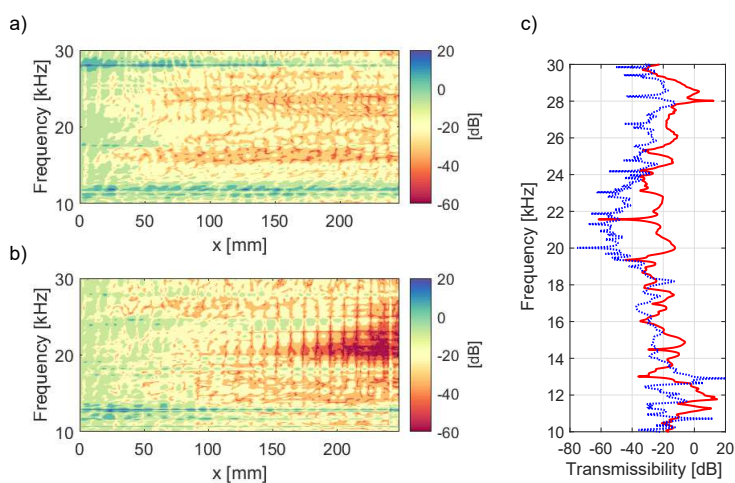 a)
30
20
10
Frequency [kHz]
0 50 100 150 200
x [mm]
20
0
-20
-40
-60
[dB]
b)
30
20
10
Frequency [kHz]
0 50 100 150 200
x [mm]
20
0
-20
-40
-60
[dB]
c)
30
28
26
24
22
20
18
16
14
12
10
Frequency [kHz]
-80 -60 -40 -20 0 20
Transmissibility [dB]